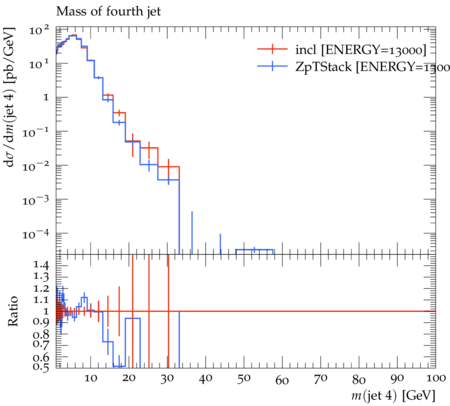 Mass of fourth jet
dσ/dm(jet 4) [pb/GeV]
incl [ENERGY=13000]
ZpTStack [ENERGY=1300
10^2
10^1
1
10^−1
10^−2
10^−3
10^−4
Ratio
1.4
1.3
1.2
1.1
1
0.9
0.8
0.7
0.6
0.5
10 20 30 40 50 60 70 80 90 100
m(jet 4) [GeV]